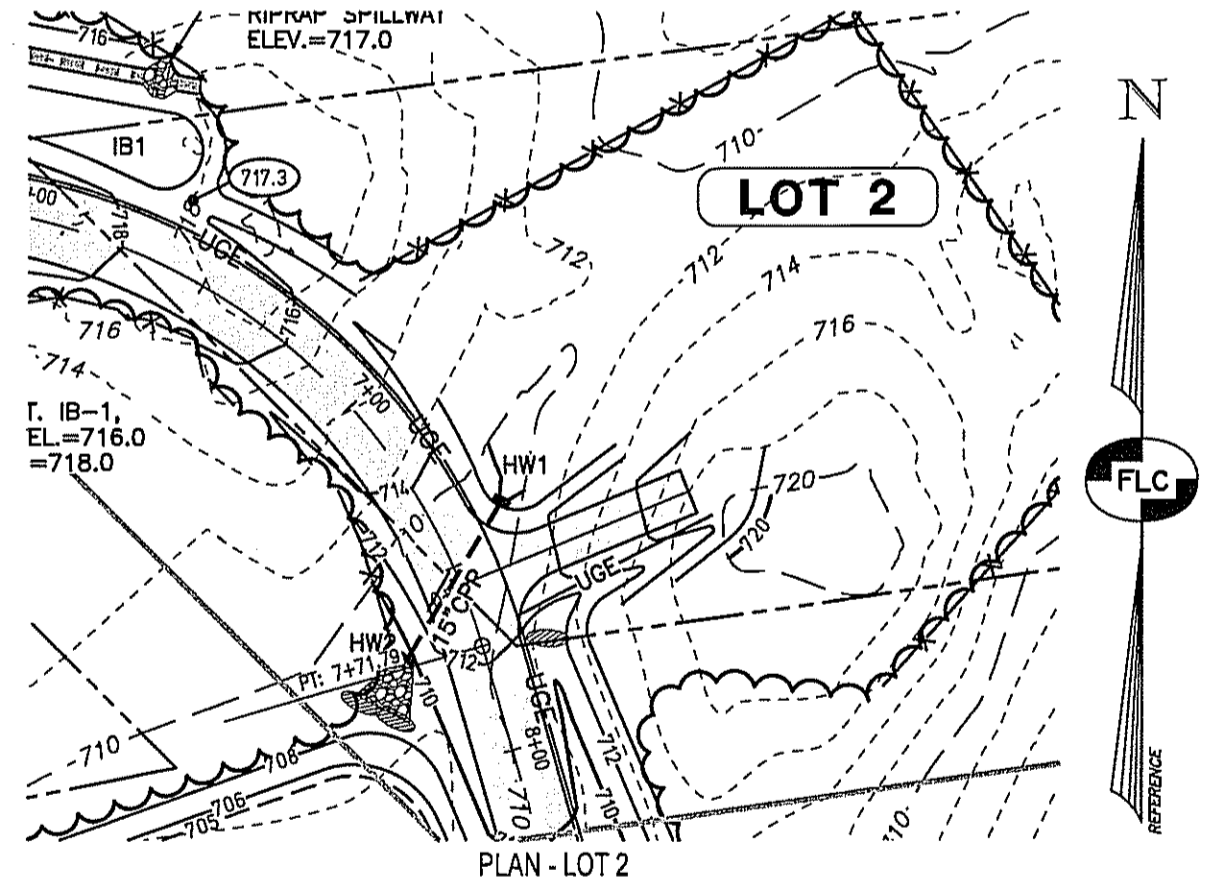 RIPRAP SPILLWAY
ELEV.=717.0
716
IB1
717.3
710
LOT 2
N
+00
718
UGE
712
712
714
716
716
716
714
T. IB-1,
EL.=716.0
=718.0
7+00
UGE
HW1
FLC
714
720
712
720
UGE
15" CPP
HW2
712
PT: 7+71.79
710
UGE
8+00
710
708
712
710
706
705
710
710
REFERENCE
PLAN - LOT 2